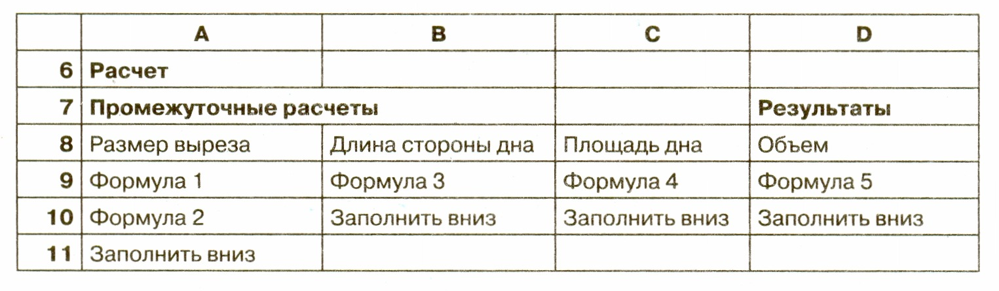 A B C D
6 Расчет
7 Промежуточные расчеты Результаты
8 Размер выреза Длина стороны дна Площадь дна Объем
9 Формула 1 Формула 3 Формула 4 Формула 5
10 Формула 2 Заполнить вниз Заполнить вниз Заполнить вниз
11 Заполнить вниз